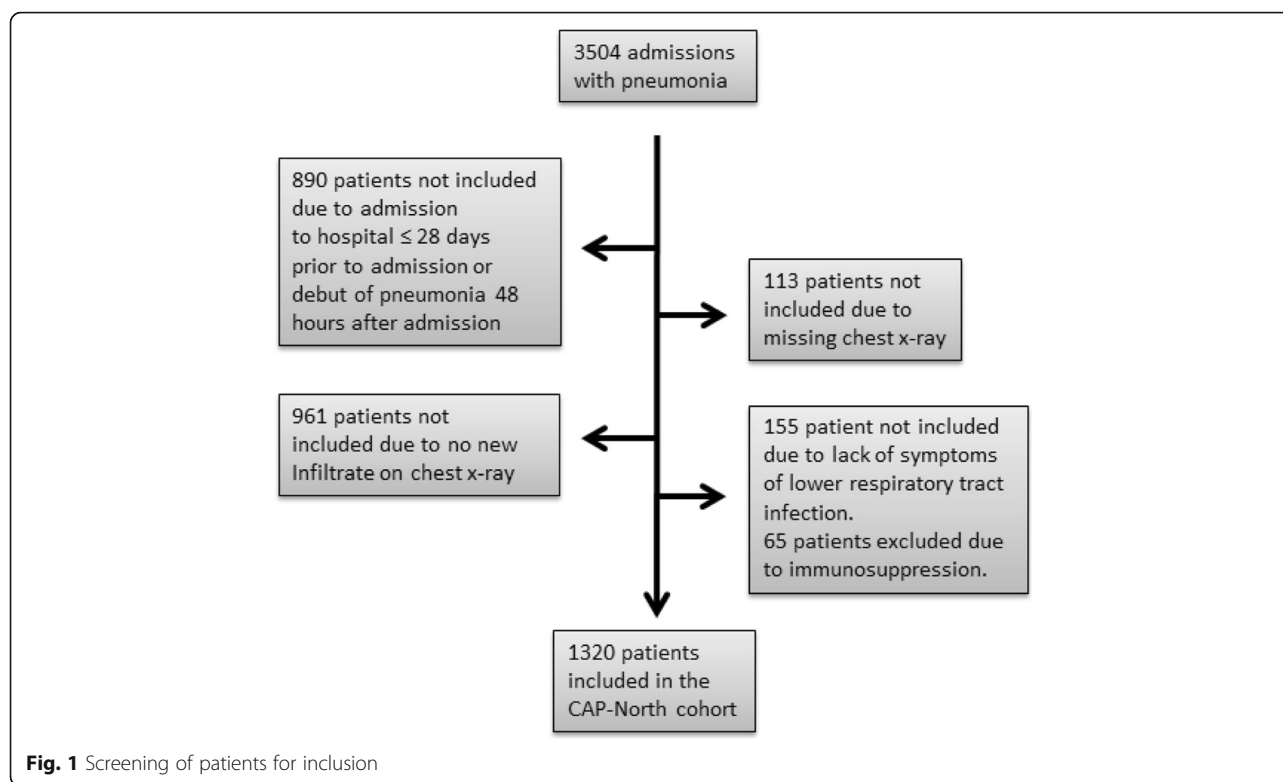 3504 admissions
with pneumonia
890 patients not included
due to admission
to hospital ≤ 28 days
prior to admission or
debut of pneumonia 48
hours after admission
113 patients not
included due to
missing chest x-ray
961 patients not
included due to no new
Infiltrate on chest x-ray
155 patient not included
due to lack of symptoms
of lower respiratory tract
infection.
65 patients excluded due
to immunosuppression.
1320 patients
included in the
CAP-North cohort
Fig. 1 Screening of patients for inclusion